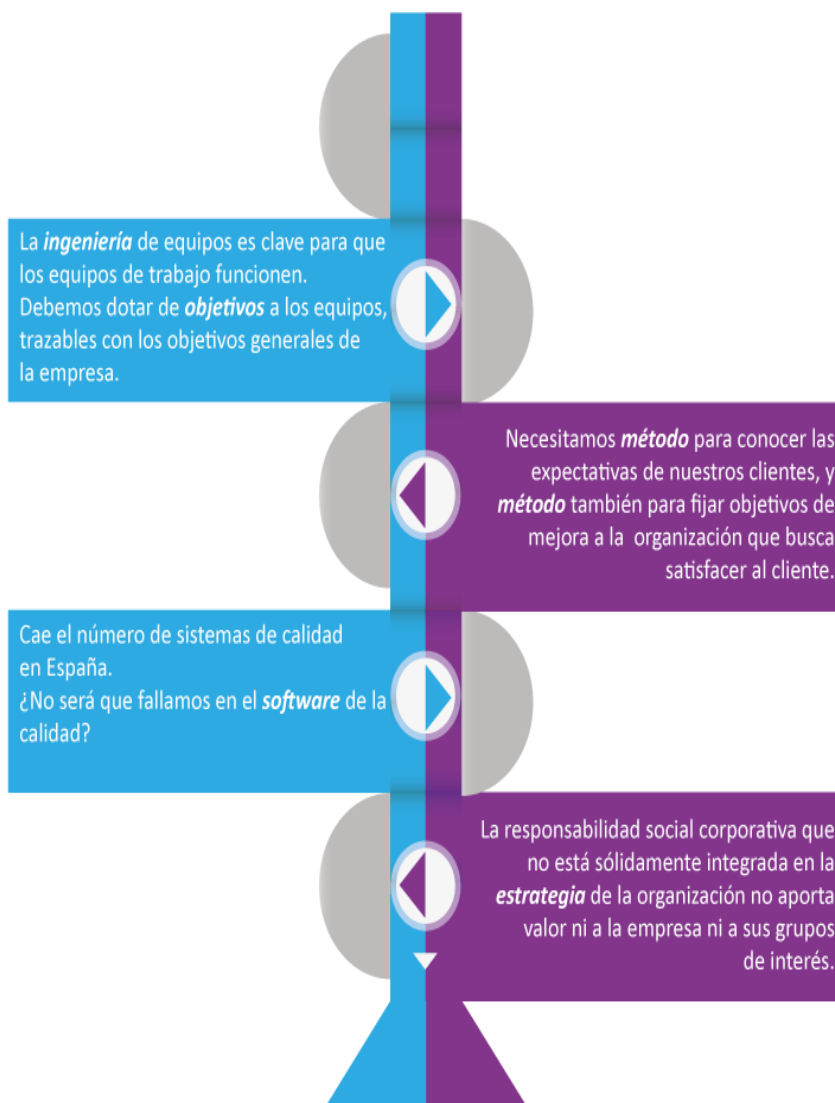 La ingeniería de equipos es clave para que
los equipos de trabajo funcionen.
Debemos dotar de objetivos a los equipos,
trazables con los objetivos generales de
la empresa.
Necesitamos método para conocer las
expectativas de nuestros clientes, y
método también para fijar objetivos de
mejora a la organización que busca
satisfacer al cliente.
Cae el número de sistemas de calidad
en España.
¿No será que fallamos en el software de la
calidad?
La responsabilidad social corporativa que
no está sólidamente integrada en la
estrategia de la organización no aporta
valor ni a la empresa ni a sus grupos
de interés.